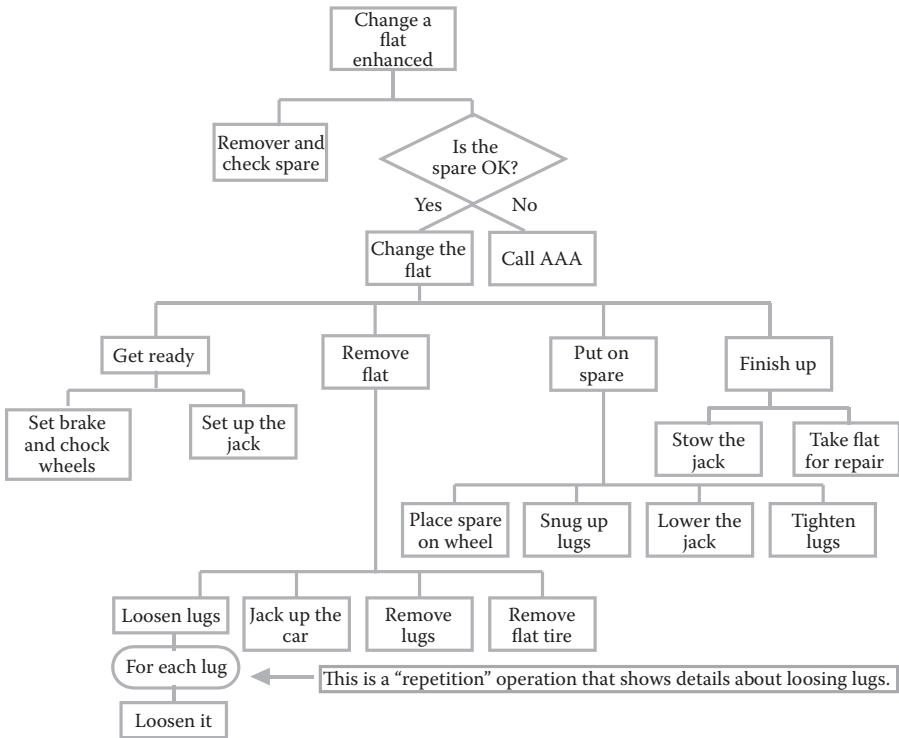 Change a
flat
enhanced
Remover and
check spare
Is the
spare OK?
Yes
No
Change the
flat
Call AAA
Get ready
Remove
flat
Put on
spare
Finish up
Set brake
and chock
wheels
Set up the
jack
Stow the
jack
Take flat
for repair
Place spare
on wheel
Snug up
lugs
Lower the
jack
Tighten
lugs
Loosen lugs
Jack up the
car
Remove
lugs
Remove
flat tire
For each lug
This is a “repetition” operation that shows details about loosing lugs.
Loosen it